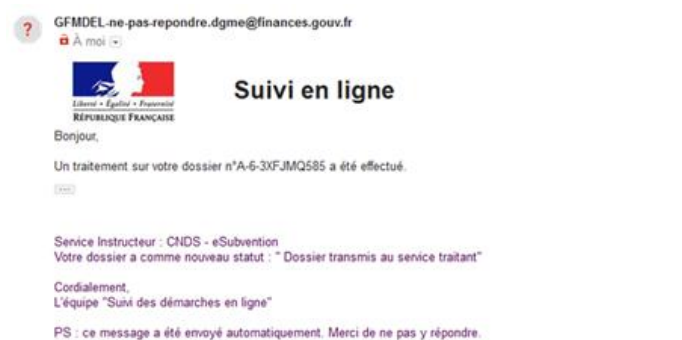 GFMDEL-ne-pas-repondre.dgme@finances.gouv.fr
?
À moi
Liberté • Égalité • Fraternité
RÉPUBLIQUE FRANÇAISE
Suivi en ligne
Bonjour,
Un traitement sur votre dossier n°A-6-3XFJMQ585 a été effectué.
Service Instructeur : CNDS - eSubvention
Votre dossier a comme nouveau statut : " Dossier transmis au service traitant"
Cordialement,
L'équipe "Suivi des démarches en ligne"
PS : ce message a été envoyé automatiquement. Merci de ne pas y répondre.